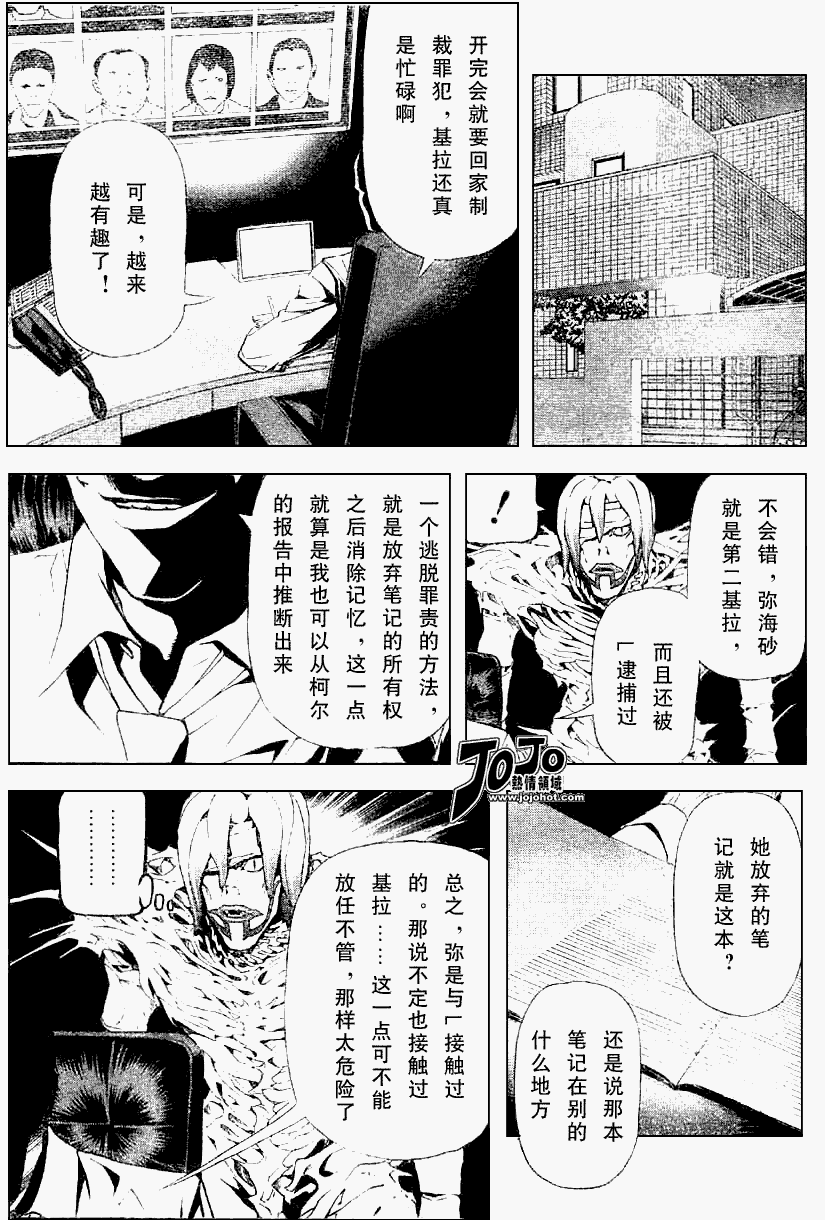 开完会就要回家制
裁罪犯，基拉还真
是忙碌啊
可是，越来
越有趣了！
不会错，弥海砂
就是第二基拉，
而且还被
L逮捕过
！
一个逃脱罪责的方法，
就是放弃笔记的所有权
之后消除记忆，这一点
就算是我也可以从柯尔
的报告中推断出来
她放弃的笔
记就是这本？
还是说那本
笔记在别的
什么地方
总之，弥是与L接触过
的。那说不定也接触过
基拉……这一点可不能
放任不管，那样太危险了
…………
JOJO
熱情領域
www.jojohot.com